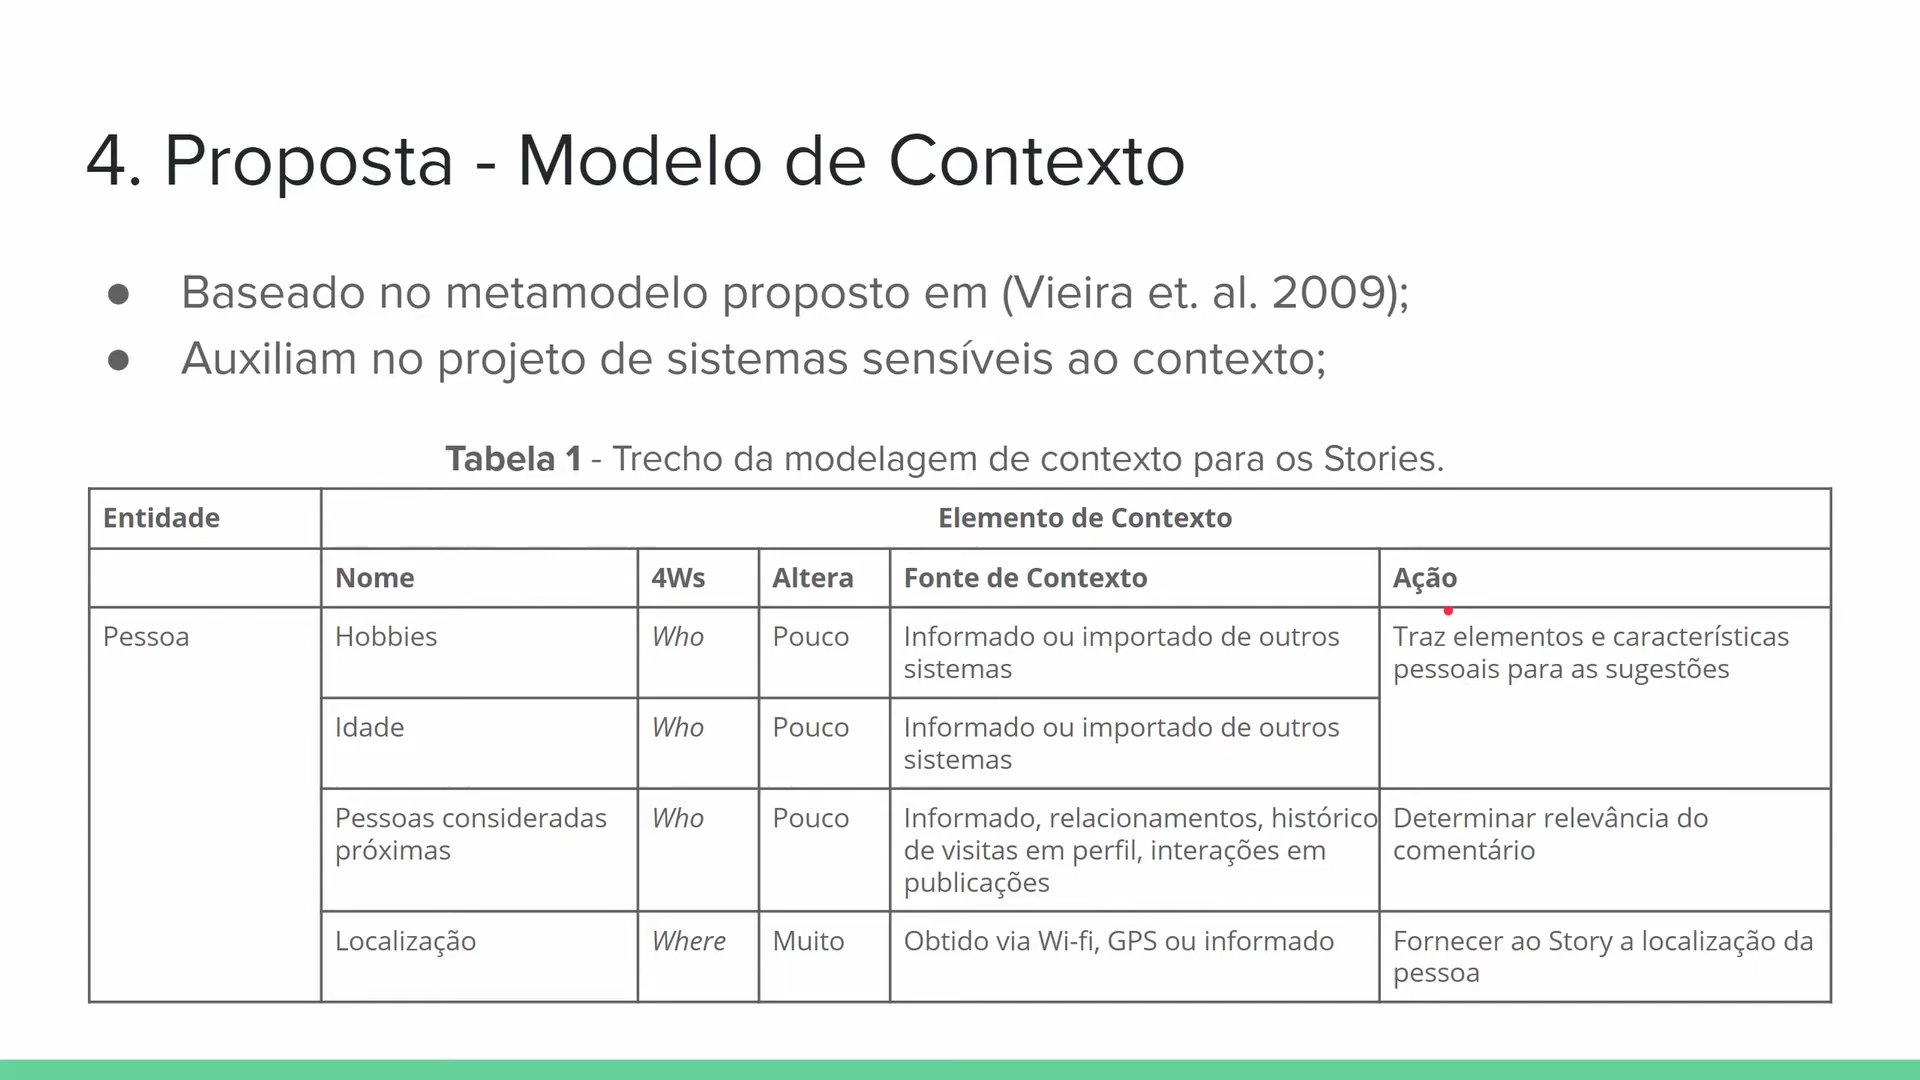 4. Proposta - Modelo de Contexto
● Baseado no metamodelo proposto em (Vieira et. al. 2009);
● Auxiliam no projeto de sistemas sensíveis ao contexto;
Tabela 1 - Trecho da modelagem de contexto para os Stories.
Entidade
Elemento de Contexto
Nome
4Ws
Altera
Fonte de Contexto
Ação
Pessoa
Hobbies
Who
Pouco
Informado ou importado de outros
sistemas
Traz elementos e características
pessoais para as sugestões
Idade
Who
Pouco
Informado ou importado de outros
sistemas
Pessoas consideradas
próximas
Who
Pouco
Informado, relacionamentos, histórico
de visitas em perfil, interações em
publicações
Determinar relevância do
comentário
Localização
Where
Muito
Obtido via Wi-fi, GPS ou informado
Fornecer ao Story a localização da
pessoa